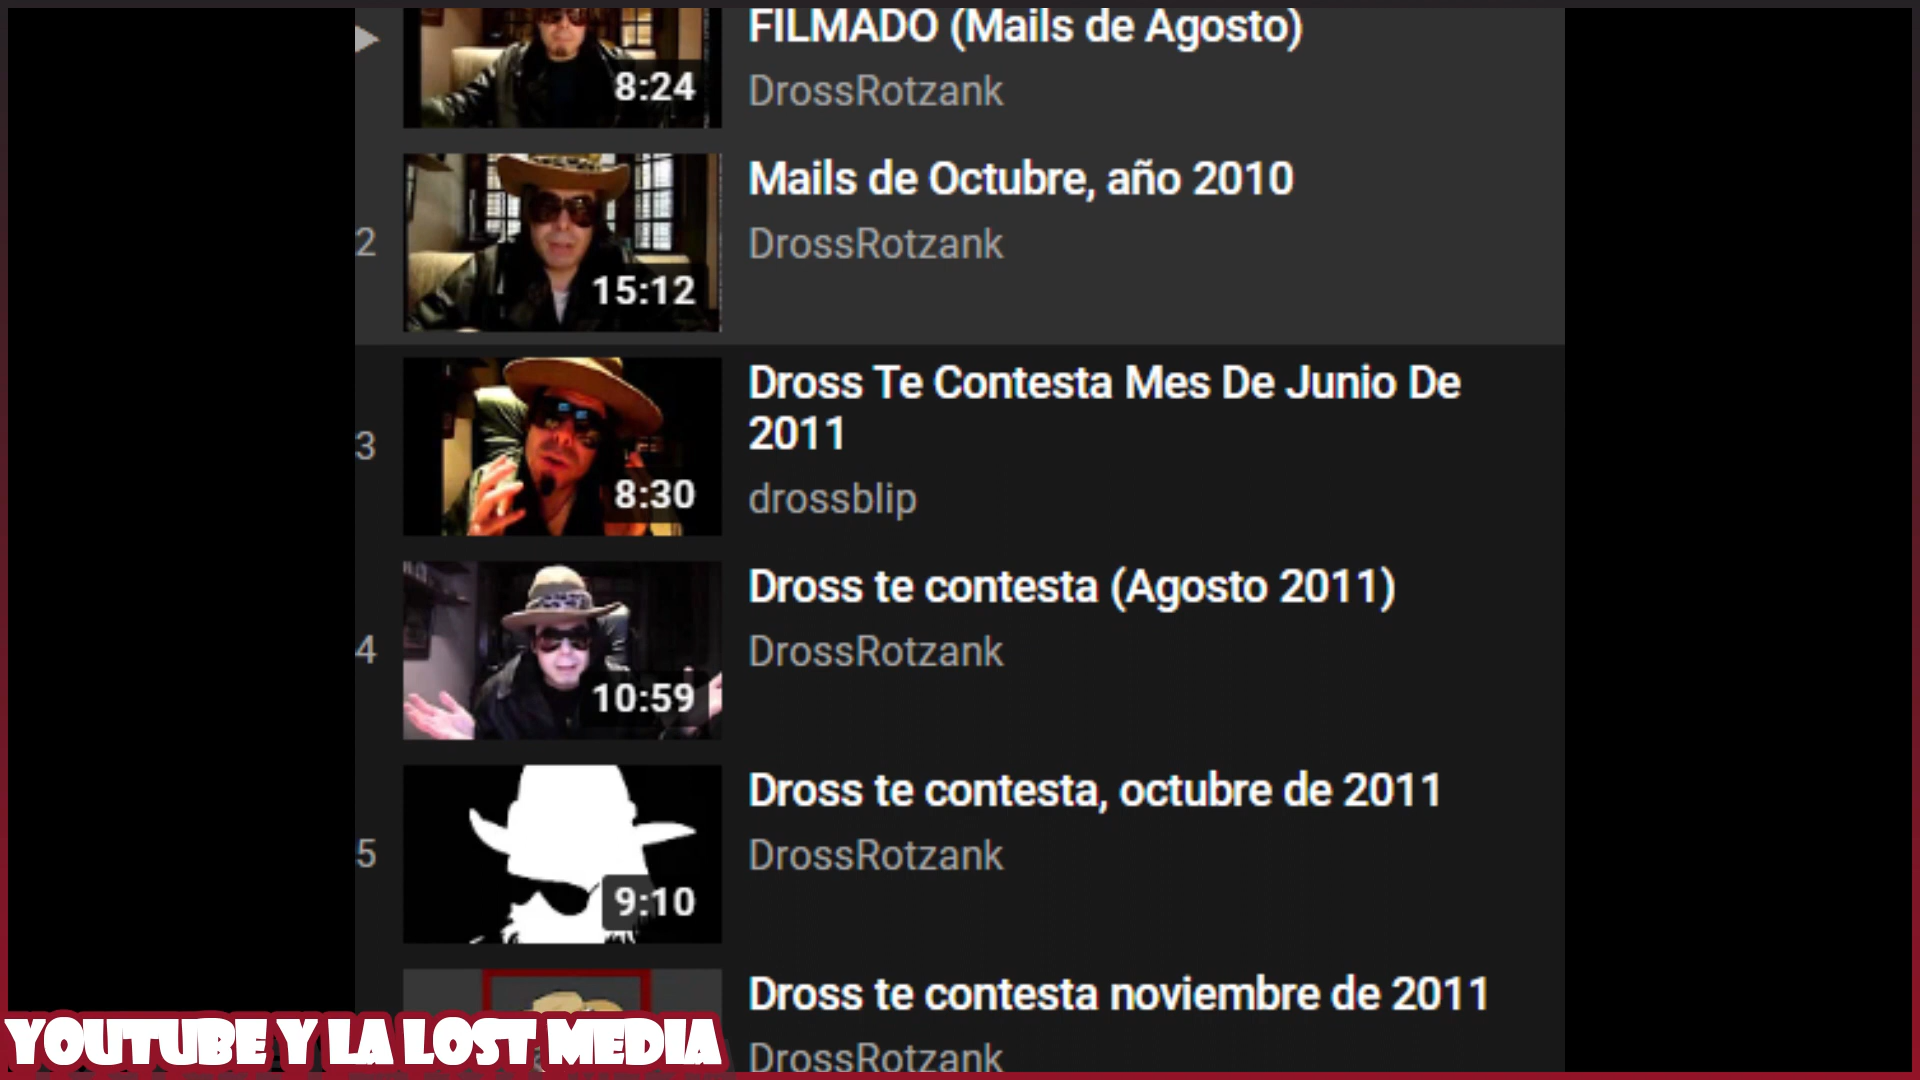 FILMADO (Mails de Agosto)
DrossRotzank
8:24
Mails de Octubre, año 2010
DrossRotzank
2
15:12
Dross Te Contesta Mes De Junio De
2011
drossblip
3
8:30
Dross te contesta (Agosto 2011)
DrossRotzank
4
10:59
Dross te contesta, octubre de 2011
DrossRotzank
5
9:10
Dross te contesta noviembre de 2011
DrossRotzank
YOUTUBE Y LA LOST MEDIA